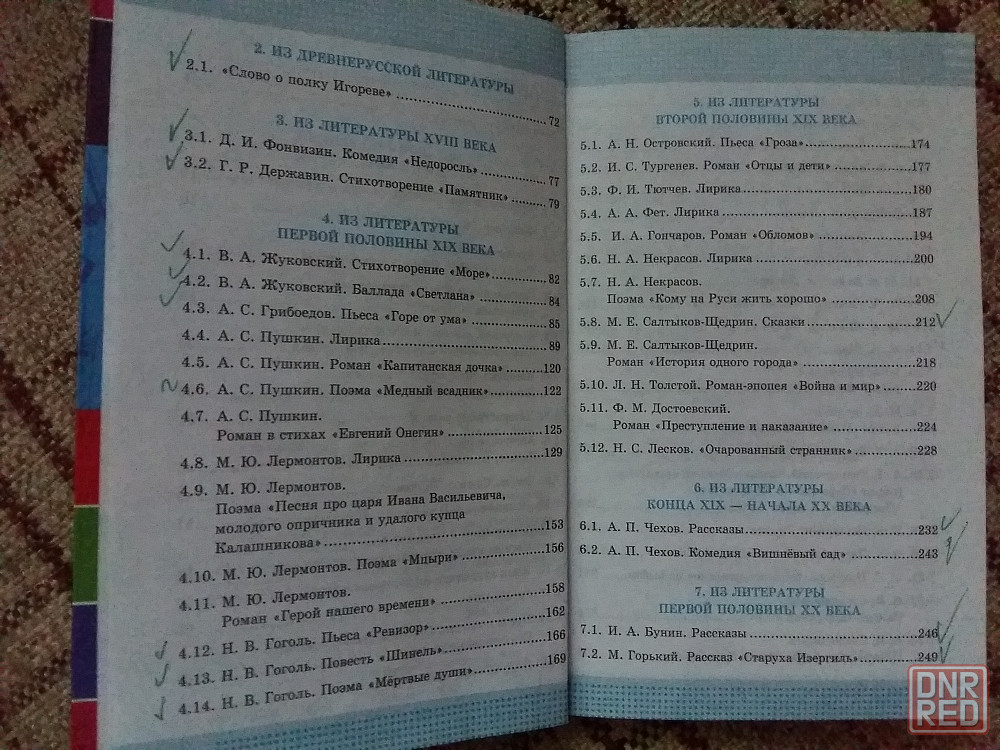 2. ИЗ ДРЕВНЕРУССКОЙ ЛИТЕРАТУРЫ
2.1. «Слово о полку Игореве» ........ 72
3. ИЗ ЛИТЕРАТУРЫ XVIII ВЕКА
3.1. Д. И. Фонвизин. Комедия «Недоросль» ........ 77
3.2. Г. Р. Державин. Стихотворение «Памятник» ........ 79
4. ИЗ ЛИТЕРАТУРЫ
ПЕРВОЙ ПОЛОВИНЫ XIX ВЕКА
4.1. В. А. Жуковский. Стихотворение «Море» ........ 82
4.2. В. А. Жуковский. Баллада «Светлана» ........ 84
4.3. А. С. Грибоедов. Пьеса «Горе от ума» ........ 85
4.4. А. С. Пушкин. Лирика ........ 89
4.5. А. С. Пушкин. Роман «Капитанская дочка» ........ 120
4.6. А. С. Пушкин. Поэма «Медный всадник» ........ 122
4.7. А. С. Пушкин.
Роман в стихах «Евгений Онегин» ........ 125
4.8. М. Ю. Лермонтов. Лирика ........ 129
4.9. М. Ю. Лермонтов.
Поэма «Песня про царя Ивана Васильевича,
молодого опричника и удалого купца
Калашникова» ........ 153
4.10. М. Ю. Лермонтов. Поэма «Мцыри» ........ 156
4.11. М. Ю. Лермонтов.
Роман «Герой нашего времени» ........ 158
4.12. Н. В. Гоголь. Пьеса «Ревизор» ........ 162
4.13. Н. В. Гоголь. Повесть «Шинель» ........ 166
4.14. Н. В. Гоголь. Поэма «Мёртвые души» ........ 169
5. ИЗ ЛИТЕРАТУРЫ
ВТОРОЙ ПОЛОВИНЫ XIX ВЕКА
5.1. А. Н. Островский. Пьеса «Гроза» ........ 174
5.2. И. С. Тургенев. Роман «Отцы и дети» ........ 177
5.3. Ф. И. Тютчев. Лирика ........ 180
5.4. А. А. Фет. Лирика ........ 187
5.5. И. А. Гончаров. Роман «Обломов» ........ 194
5.6. Н. А. Некрасов. Лирика ........ 200
5.7. Н. А. Некрасов.
Поэма «Кому на Руси жить хорошо» ........ 208
5.8. М. Е. Салтыков-Щедрин. Сказки ........ 212
5.9. М. Е. Салтыков-Щедрин.
Роман «История одного города» ........ 218
5.10. Л. Н. Толстой. Роман-эпопея «Война и мир» ........ 220
5.11. Ф. М. Достоевский.
Роман «Преступление и наказание» ........ 224
5.12. Н. С. Лесков. «Очарованный странник» ........ 228
6. ИЗ ЛИТЕРАТУРЫ
КОНЦА XIX — НАЧАЛА XX ВЕКА
6.1. А. П. Чехов. Рассказы ........ 232
6.2. А. П. Чехов. Комедия «Вишнёвый сад» ........ 243
7. ИЗ ЛИТЕРАТУРЫ
ПЕРВОЙ ПОЛОВИНЫ XX ВЕКА
7.1. И. А. Бунин. Рассказы ........ 246
7.2. М. Горький. Рассказ «Старуха Изергиль» ........ 249
DNR
RED